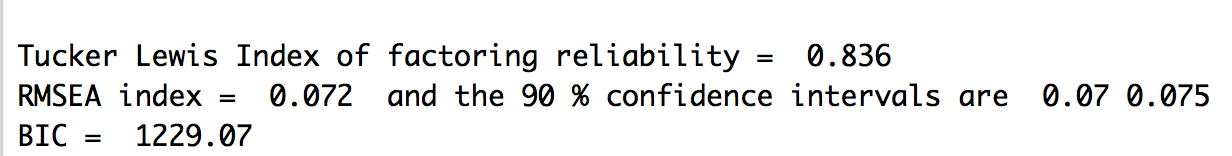 Tucker Lewis Index of factoring reliability =  0.836
RMSEA index =  0.072  and the 90 % confidence intervals are  0.07 0.075
BIC =  1229.07